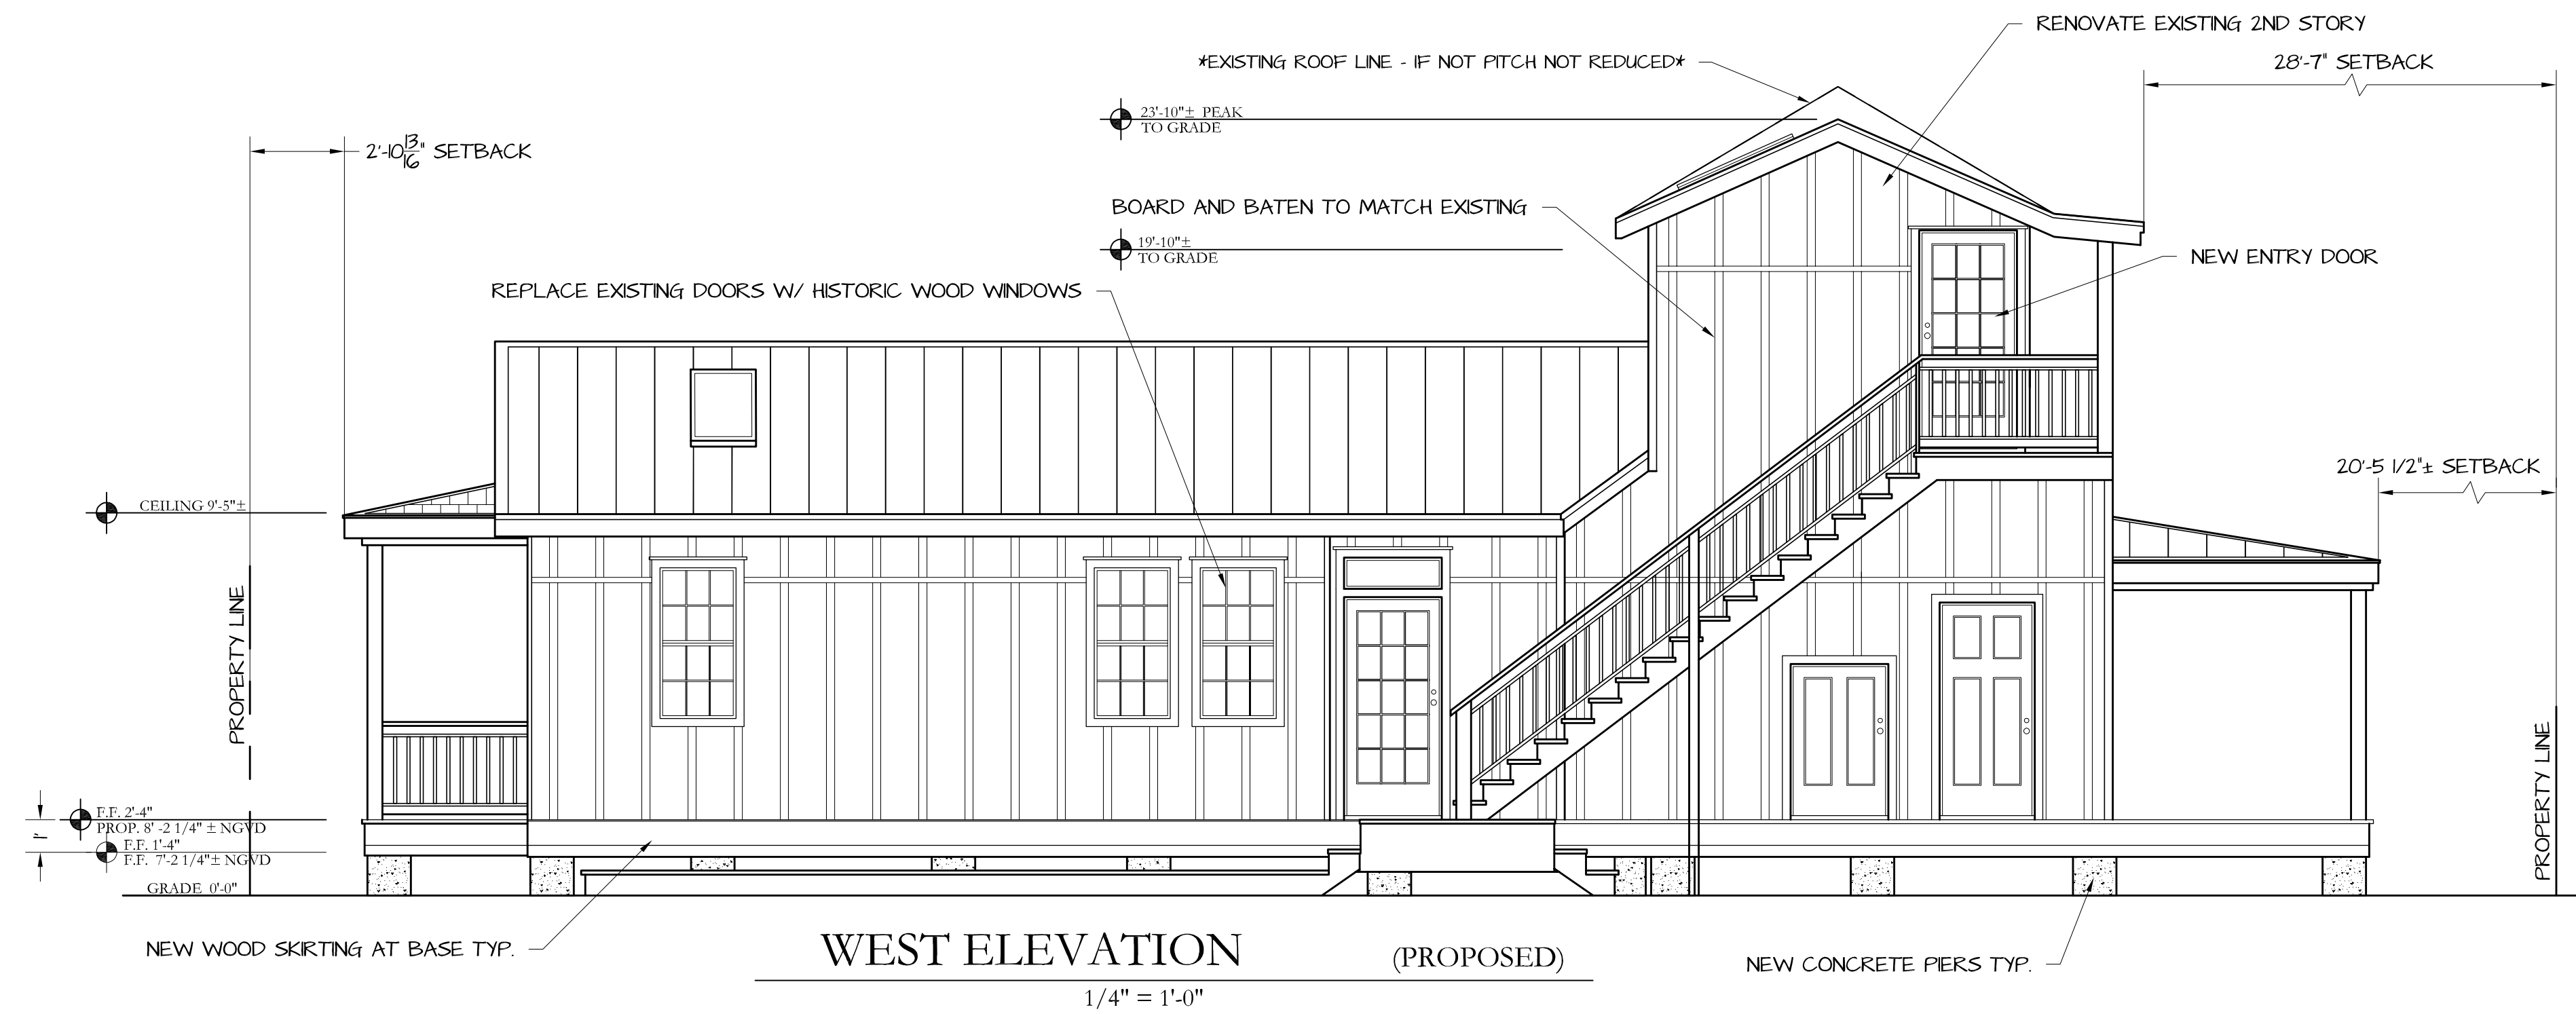 RENOVATE EXISTING 2ND STORY
*EXISTING ROOF LINE - IF NOT PITCH NOT REDUCED*
28'-7" SETBACK
23'-10"± PEAK
TO GRADE
2'-10 13/16" SETBACK
BOARD AND BATEN TO MATCH EXISTING
19'-10"±
TO GRADE
NEW ENTRY DOOR
REPLACE EXISTING DOORS W/ HISTORIC WOOD WINDOWS
20'-5 1/2"± SETBACK
CEILING 9'-5"±
PROPERTY LINE
PROPERTY LINE
1'
F.F. 2'-4"
PROP. 8' -2 1/4" ± NGVD
F.F. 1'-4"
F.F. 7'-2 1/4"± NGVD
GRADE 0'-0"
NEW WOOD SKIRTING AT BASE TYP.
WEST ELEVATION (PROPOSED)
NEW CONCRETE PIERS TYP.
1/4" = 1'-0"